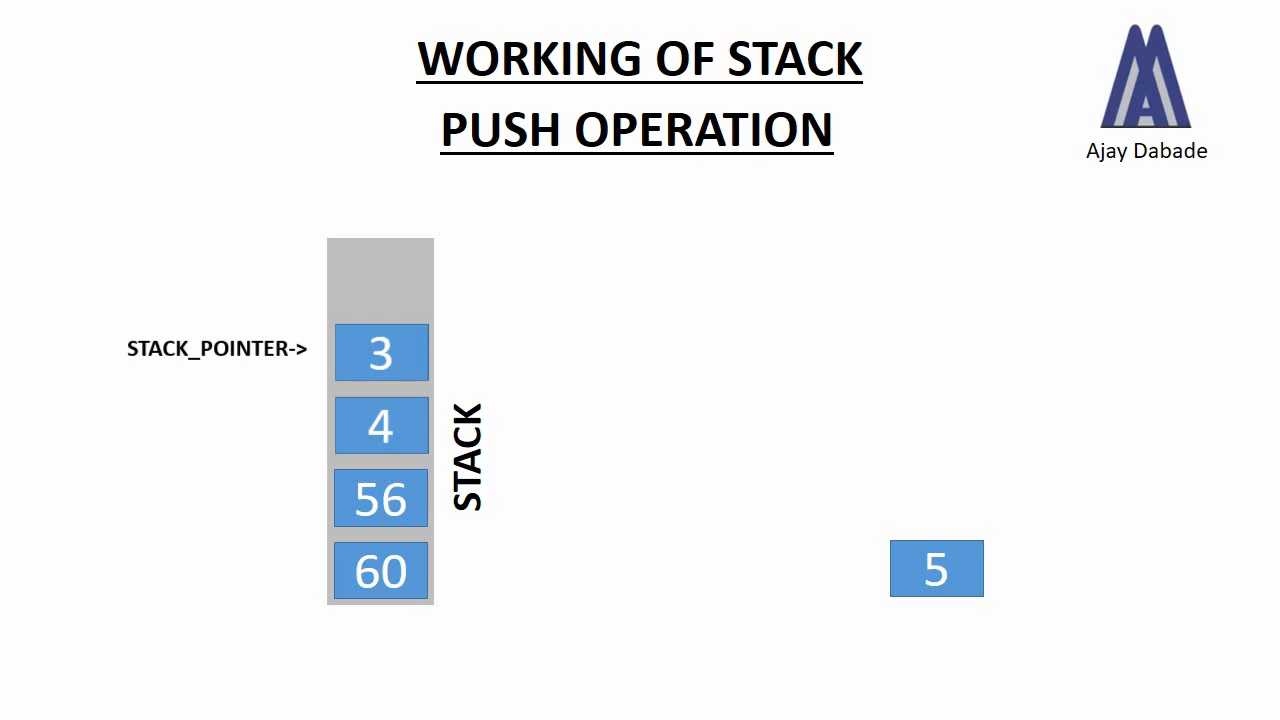 WORKING OF STACK
PUSH OPERATION
Ajay Dabade
STACK_POINTER->
3
4
56
60
STACK
5